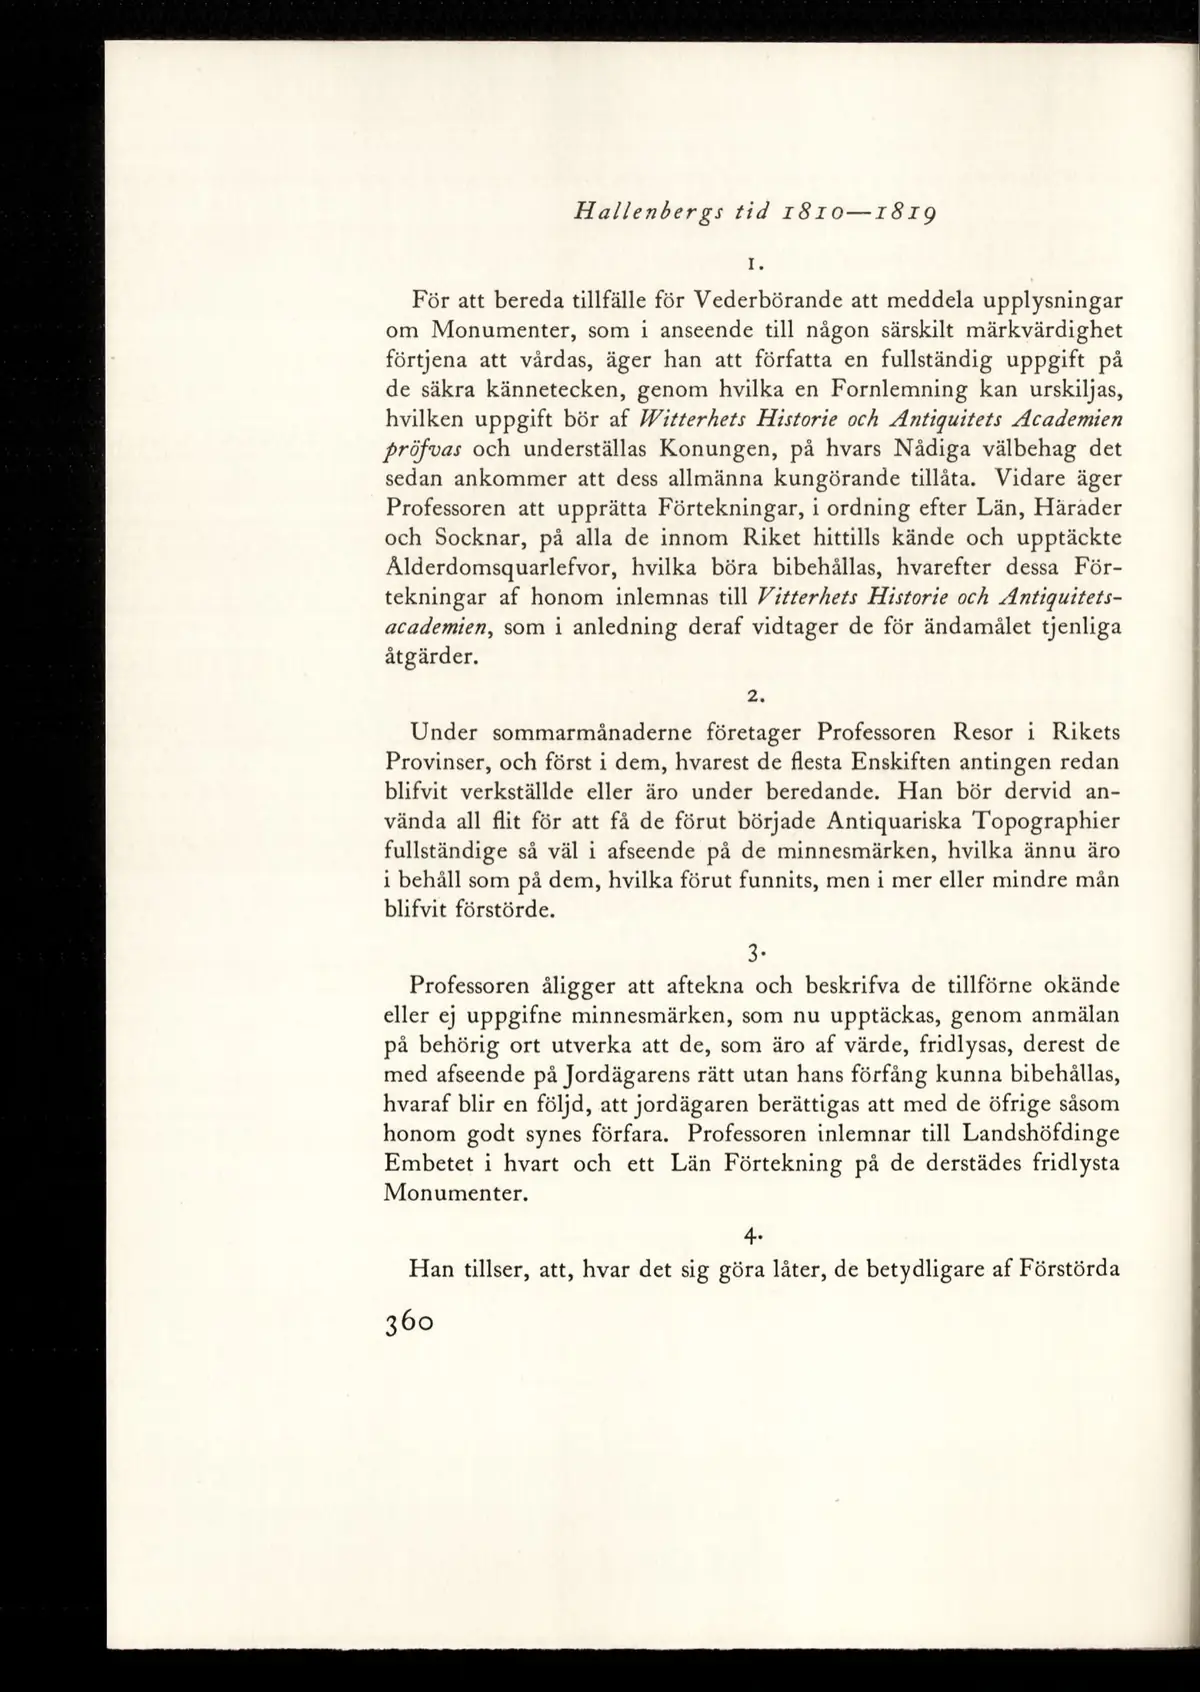 Hallenbergs tid 1810—1819
1.
För att bereda tillfälle för Vederbörande att meddela upplysningar
om Monumenter, som i anseende till någon särskilt märkvärdighet
förtjena att vårdas, äger han att författa en fullständig uppgift på
de säkra kännetecken, genom hvilka en Fornlemning kan urskiljas,
hvilken uppgift bör af Witterhets Historie och Antiquitets Academien
pröfvas och underställas Konungen, på hvars Nådiga välbehag det
sedan ankommer att dess allmänna kungörande tillåta. Vidare äger
Professoren att upprätta Förtekningar, i ordning efter Län, Härader
och Socknar, på alla de innom Riket hittills kände och upptäckte
Ålderdomsquarlefvor, hvilka böra bibehållas, hvarefter dessa För-
tekningar af honom inlemnas till Vitterhets Historie och Antiquitets-
academien, som i anledning deraf vidtager de för ändamålet tjenliga
åtgärder.
2.
Under sommarmånaderne företager Professoren Resor i Rikets
Provinser, och först i dem, hvarest de flesta Enskiften antingen redan
blifvit verkställde eller äro under beredande. Han bör dervid an-
vända all flit för att få de förut började Antiquariska Topographier
fullständige så väl i afseende på de minnesmärken, hvilka ännu äro
i behåll som på dem, hvilka förut funnits, men i mer eller mindre mån
blifvit förstörde.
3.
Professoren åligger att aftekna och beskrifva de tillförne okände
eller ej uppgifne minnesmärken, som nu upptäckas, genom anmälan
på behörig ort utverka att de, som äro af värde, fridlysas, derest de
med afseende på Jordägarens rätt utan hans förfång kunna bibehållas,
hvaraf blir en följd, att jordägaren berättigas att med de öfrige såsom
honom godt synes förfara. Professoren inlemnar till Landshöfdinge
Embetet i hvart och ett Län Förtekning på de derstädes fridlysta
Monumenter.
4.
Han tillser, att, hvar det sig göra låter, de betydligare af Förstörda
360